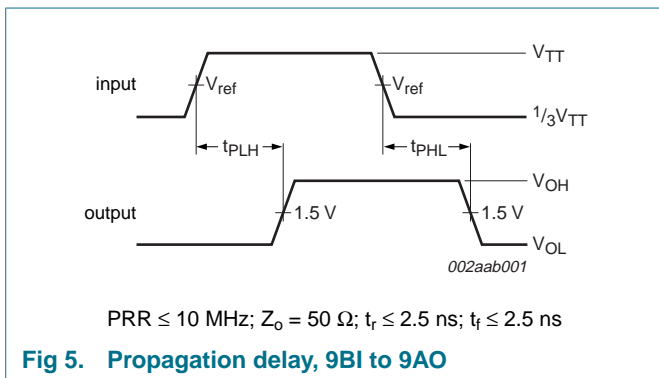 V_TT
input
V_ref
V_ref
1/3V_TT
t_PLH
t_PHL
V_OH
output
1.5 V
1.5 V
V_OL
002aab001
PRR ≤ 10 MHz; Z_o = 50 Ω; t_r ≤ 2.5 ns; t_f ≤ 2.5 ns
Fig 5. Propagation delay, 9BI to 9AO